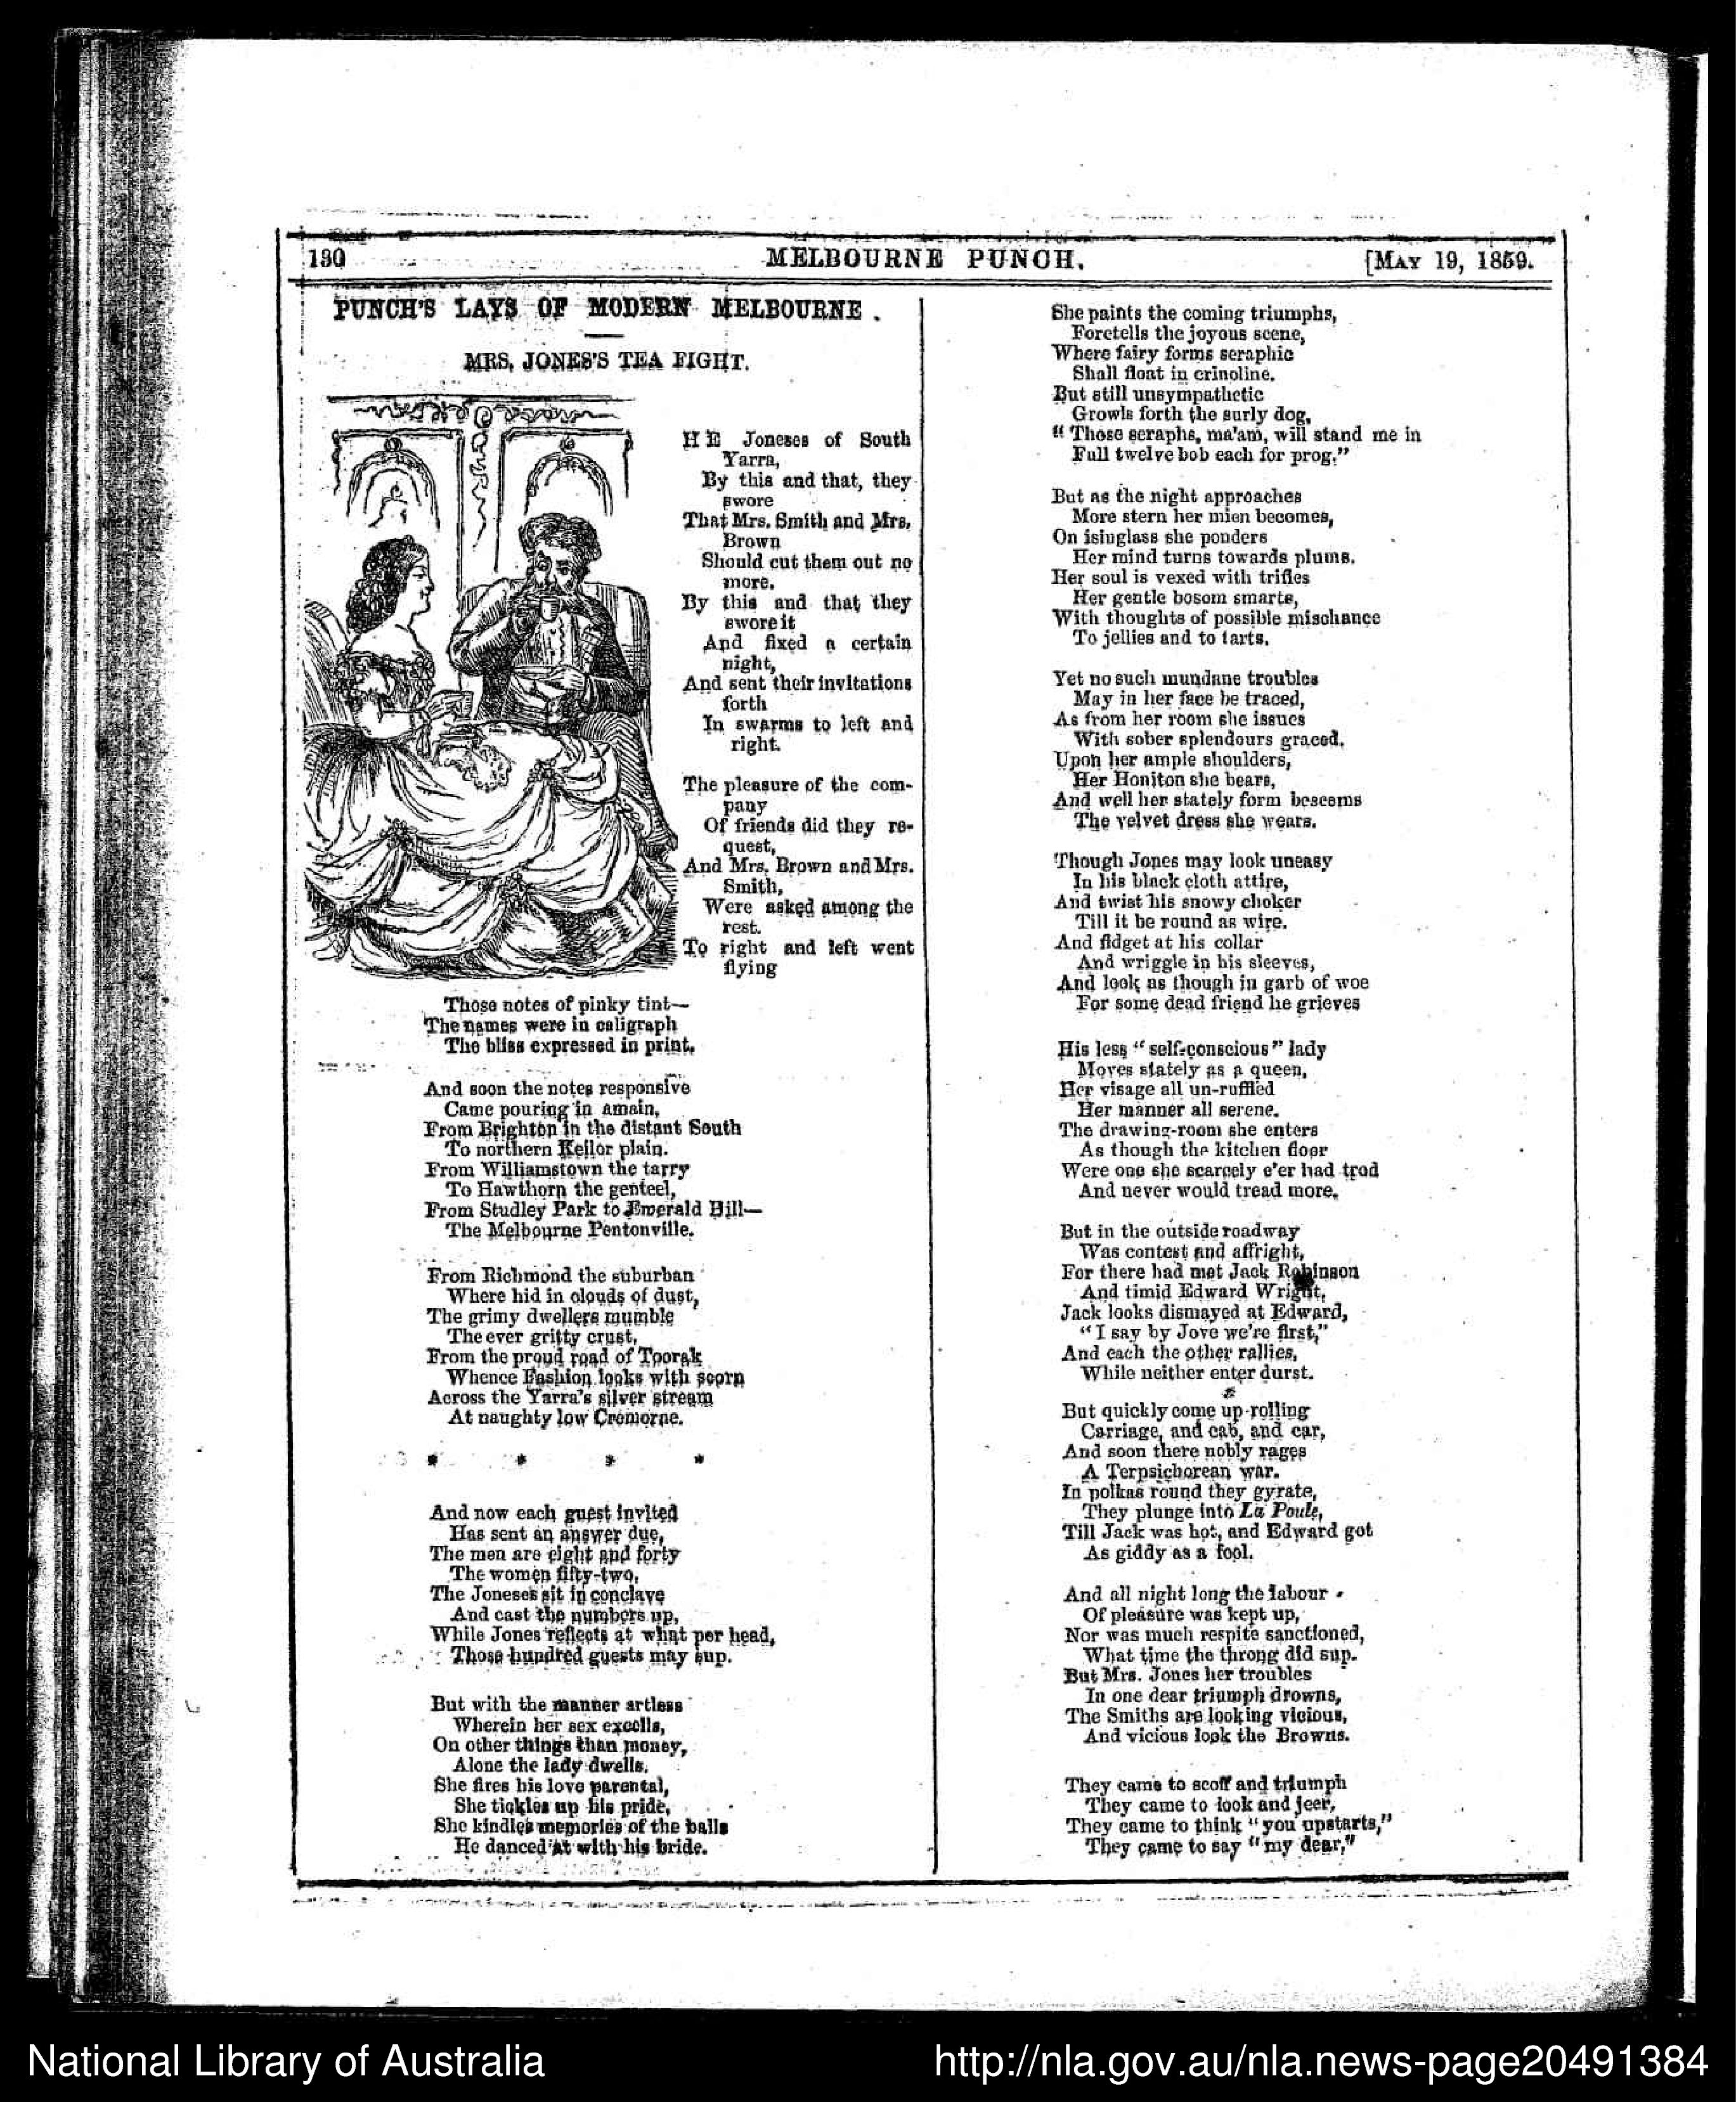 130
MELBOURNE PUNCH.
[MAY 19, 1859.
PUNCH'S LAYS OF MODERN MELBOURNE.
MRS. JONES'S TEA FIGHT.
HE Joneses of South
Yarra,
By this and that, they
swore
That Mrs. Smith and Mrs.
Brown
Should cut them out no
more.
By this and that they
swore it
And fixed a certain
night,
And sent their invitations
forth
In swarms to left and
right.
The pleasure of the com-
pany
Of friends did they re-
quest,
And Mrs. Brown and Mrs.
Smith,
Were asked among the
rest.
To right and left went
flying
Those notes of pinky tint—
The names were in caligraph
The bliss expressed in print.
And soon the notes responsive
Came pouring in amain,
From Brighton in the distant South
To northern Keilor plain.
From Williamstown the tarry
To Hawthorn the genteel,
From Studley Park to Emerald Hill—
The Melbourne Pentonville.
From Richmond the suburban
Where hid in clouds of dust,
The grimy dwellers mumble
The ever gritty crust,
From the proud road of Toorak
Whence Fashion looks with scorn
Across the Yarra's silver stream
At naughty low Cremorne.
* * * *
And now each guest invited
Has sent an answer due,
The men are eight and forty
The women fifty-two,
The Joneses sit in conclave
And cast the numbers up,
While Jones reflects at what per head,
Those hundred guests may sup.
But with the manner artless
Wherein her sex excells,
On other things than money,
Alone the lady dwells.
She fires his love parental,
She tickles up his pride,
She kindles memories of the balls
He danced at with his bride.
She paints the coming triumphs,
Foretells the joyous scene,
Where fairy forms seraphic
Shall float in crinoline.
But still unsympathetic
Growls forth the surly dog,
"Those seraphs, ma'am, will stand me in
Full twelve bob each for prog."
But as the night approaches
More stern her mien becomes,
On isinglass she ponders
Her mind turns towards plums.
Her soul is vexed with trifles
Her gentle bosom smarts,
With thoughts of possible mischance
To jellies and to tarts.
Yet no such mundane troubles
May in her face be traced,
As from her room she issues
With sober splendours graced.
Upon her ample shoulders,
Her Honiton she bears,
And well her stately form beseems
The velvet dress she wears.
Though Jones may look uneasy
In his black cloth attire,
And twist his snowy choker
Till it be round as wire.
And fidget at his collar
And wriggle in his sleeves,
And look as though in garb of woe
For some dead friend he grieves
His less "self-conscious" lady
Moves stately as a queen,
Her visage all un-ruffled
Her manner all serene.
The drawing-room she enters
As though the kitchen floor
Were one she scarcely e'er had trod
And never would tread more.
But in the outside roadway
Was contest and affright,
For there had met Jack Robinson
And timid Edward Wright,
Jack looks dismayed at Edward,
"I say by Jove we're first,"
And each the other rallies,
While neither enter durst.
But quickly come up-rolling
Carriage, and cab, and car,
And soon there nobly rages
A Terpsichorean war.
In polkas round they gyrate,
They plunge into La Poule,
Till Jack was hot, and Edward got
As giddy as a fool.
And all night long the labour
Of pleasure was kept up,
Nor was much respite sanctioned,
What time the throng did sup.
But Mrs. Jones her troubles
In one dear triumph drowns,
The Smiths are looking vicious,
And vicious look the Browns.
They came to scoff and triumph
They came to look and jeer,
They came to think "you upstarts,"
They came to say "my dear,"
National Library of Australia
http://nla.gov.au/nla.news-page20491384